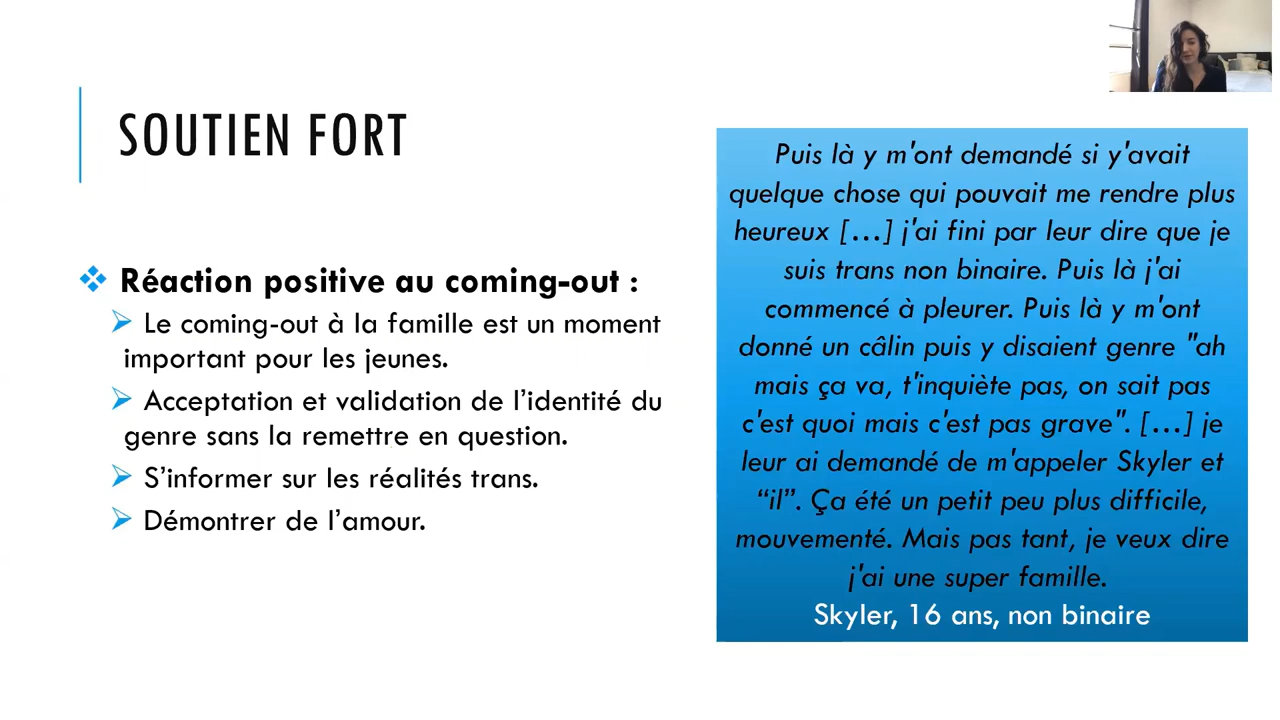 SOUTIEN FORT
Réaction positive au coming-out :
Le coming-out à la famille est un moment
important pour les jeunes.
Acceptation et validation de l'identité du
genre sans la remettre en question.
S'informer sur les réalités trans.
Démontrer de l'amour.
Puis là y m'ont demandé si y'avait
quelque chose qui pouvait me rendre plus
heureux […] j'ai fini par leur dire que je
suis trans non binaire. Puis là j'ai
commencé à pleurer. Puis là y m'ont
donné un câlin puis y disaient genre "ah
mais ça va, t'inquiète pas, on sait pas
c'est quoi mais c'est pas grave". […] je
leur ai demandé de m'appeler Skyler et
“il”. Ça été un petit peu plus difficile,
mouvementé. Mais pas tant, je veux dire
j'ai une super famille.
Skyler, 16 ans, non binaire